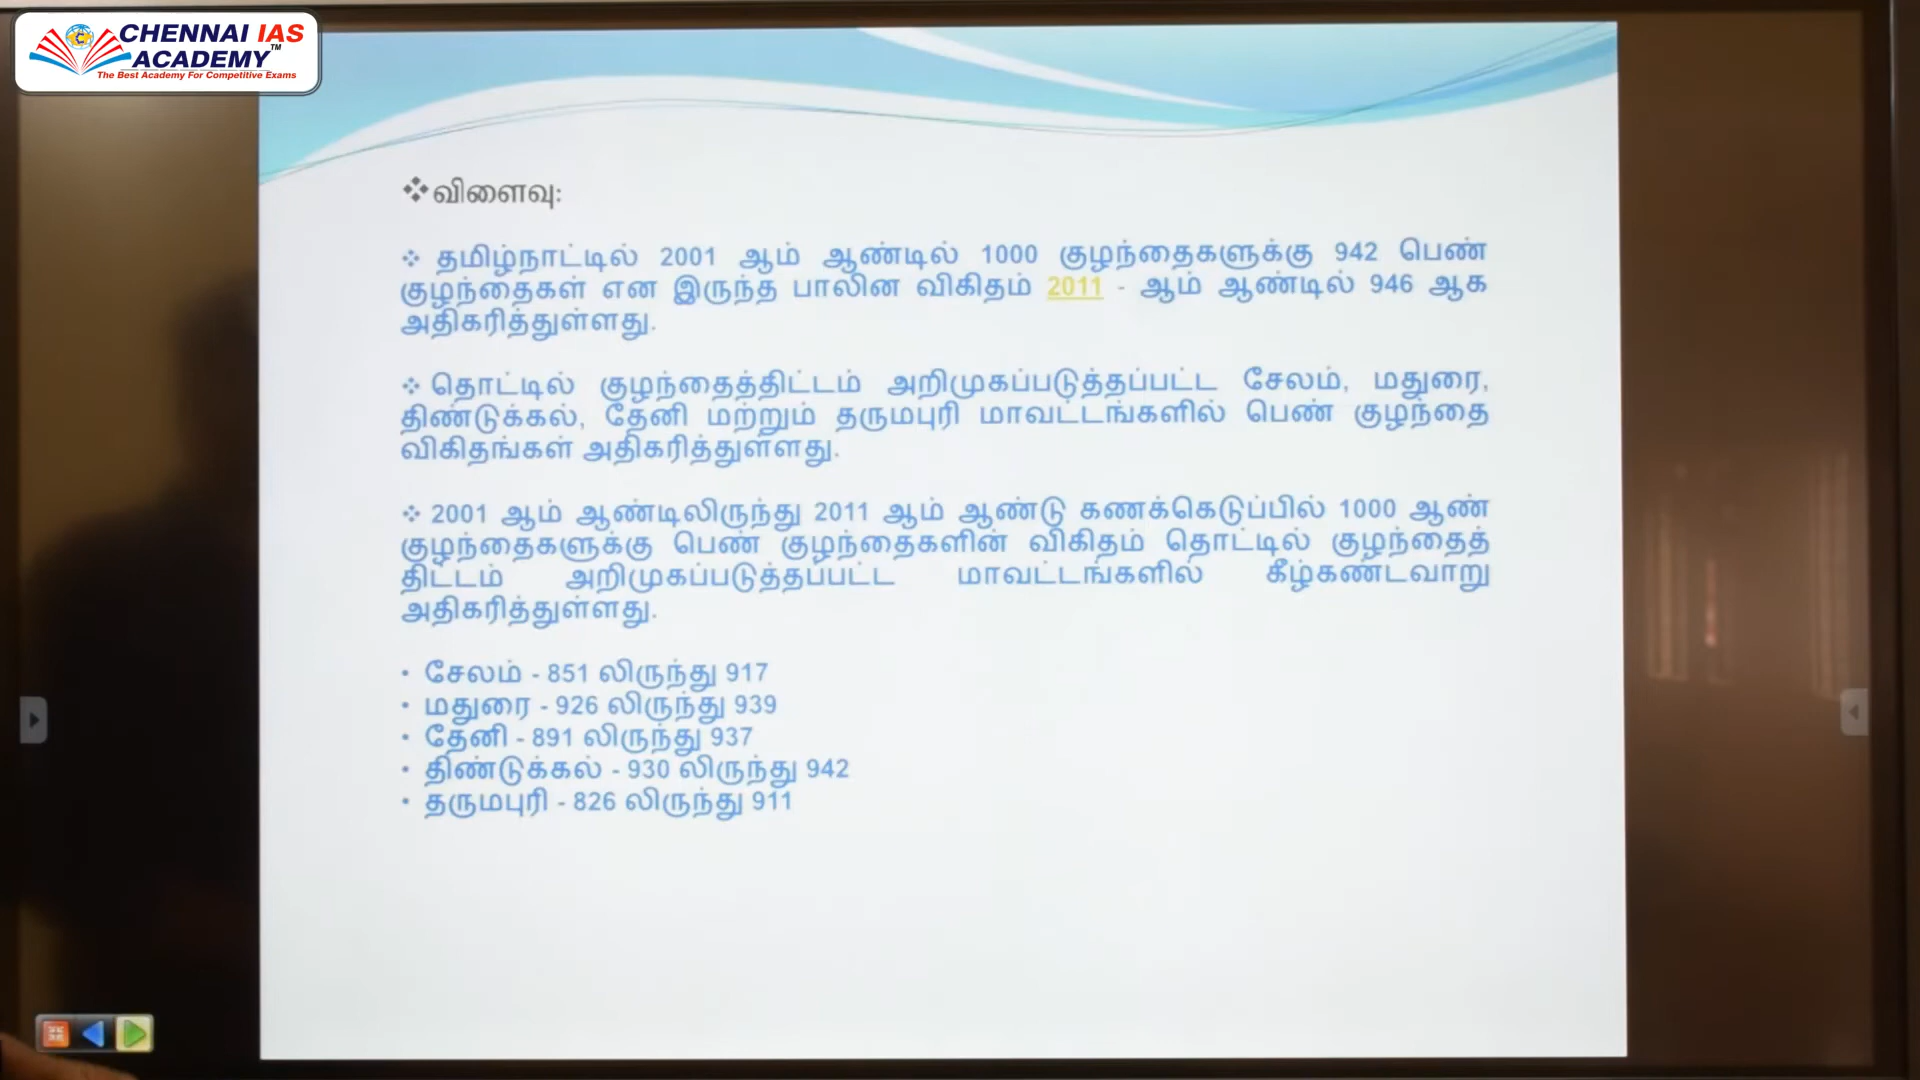 CHENNAI IAS
ACADEMY™
The Best Academy For Competitive Exams
❖விளைவு:
❖ தமிழ்நாட்டில் 2001 ஆம் ஆண்டில் 1000 குழந்தைகளுக்கு 942 பெண்
குழந்தைகள் என இருந்த பாலின விகிதம் 2011 - ஆம் ஆண்டில் 946 ஆக
அதிகரித்துள்ளது.
❖ தொட்டில் குழந்தைத்திட்டம் அறிமுகப்படுத்தப்பட்ட சேலம், மதுரை,
திண்டுக்கல், தேனி மற்றும் தருமபுரி மாவட்டங்களில் பெண் குழந்தை
விகிதங்கள் அதிகரித்துள்ளது.
❖ 2001 ஆம் ஆண்டிலிருந்து 2011 ஆம் ஆண்டு கணக்கெடுப்பில் 1000 ஆண்
குழந்தைகளுக்கு பெண் குழந்தைகளின் விகிதம் தொட்டில் குழந்தைத்
திட்டம் அறிமுகப்படுத்தப்பட்ட மாவட்டங்களில் கீழ்கண்டவாறு
அதிகரித்துள்ளது.
• சேலம் - 851 லிருந்து 917
• மதுரை - 926 லிருந்து 939
• தேனி - 891 லிருந்து 937
• திண்டுக்கல் - 930 லிருந்து 942
• தருமபுரி - 826 லிருந்து 911